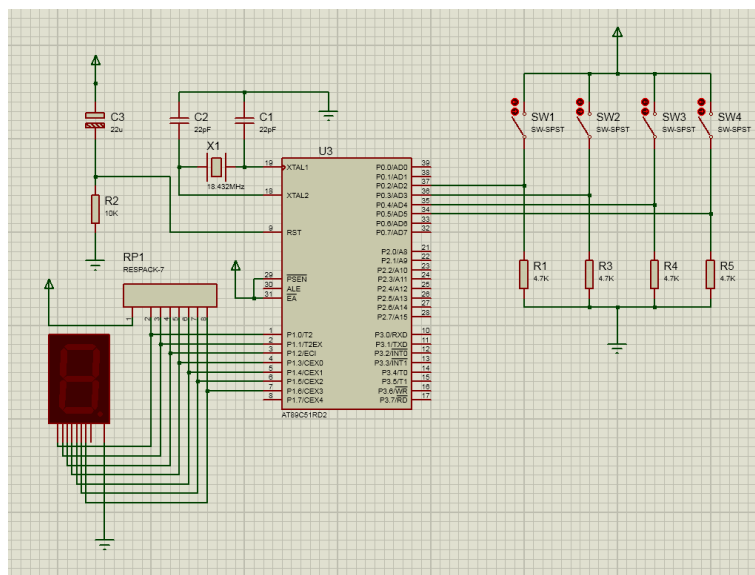 C3
22u
R2
10K
C2
22pF
C1
22pF
X1
18.432MHz
U3
19
XTAL1
18
XTAL2
9
RST
29
PSEN
30
ALE
31
EA
1
P1.0/T2
2
P1.1/T2EX
3
P1.2/ECI
4
P1.3/CEX0
5
P1.4/CEX1
6
P1.5/CEX2
7
P1.6/CEX3
8
P1.7/CEX4
P0.0/AD0
39
P0.1/AD1
38
P0.2/AD2
37
P0.3/AD3
36
P0.4/AD4
35
P0.5/AD5
34
P0.6/AD6
33
P0.7/AD7
32
P2.0/A8
21
P2.1/A9
22
P2.2/A10
23
P2.3/A11
24
P2.4/A12
25
P2.5/A13
26
P2.6/A14
27
P2.7/A15
28
P3.0/RXD
10
P3.1/TXD
11
P3.2/INT0
12
P3.3/INT1
13
P3.4/T0
14
P3.5/T1
15
P3.6/WR
16
P3.7/RD
17
AT89C51RD2
RP1
RESPACK-7
1
2
3
4
5
6
7
8
SW1
SW-SPST
SW2
SW-SPST
SW3
SW-SPST
SW4
SW-SPST
R1
4.7K
R3
4.7K
R4
4.7K
R5
4.7K